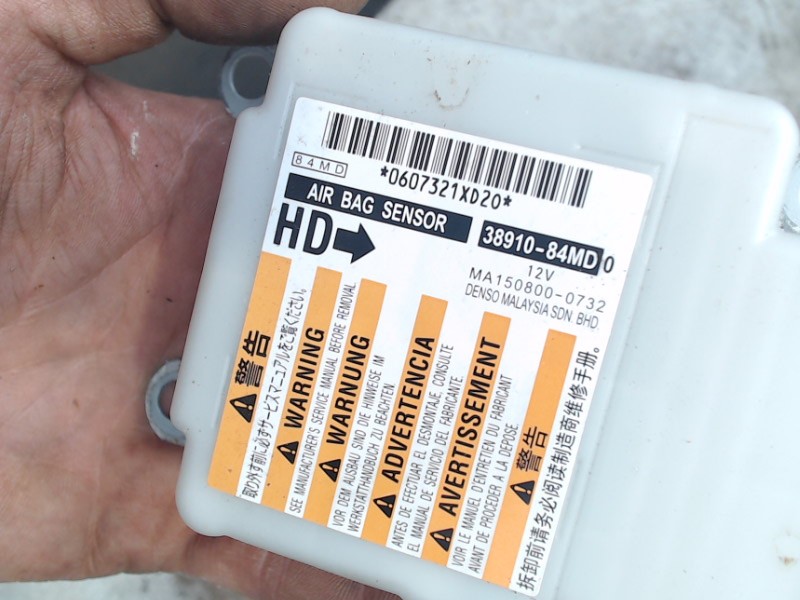 84MD
*0607321XD20*
AIR BAG SENSOR
38910-84MD0
HD
12V
MA150800-0732
DENSO MALAYSIA SDN BHD
警告
取り外す前に必ずサービスマニュアルをご覧ください。
WARNING
SEE MANUFACTURER'S SERVICE MANUAL BEFORE REMOVAL.
WARNUNG
VOR DEM AUSBAU SIND DIE HINWEISE IM
WERKSTATTHANDBUCH ZU BEACHTEN.
ADVERTENCIA
ANTES DE EFECTUAR EL DESMONTAJE, CONSULTE
EL MANUAL DE SERVICIO DEL FABRICANTE.
AVERTISSEMENT
VOIR LE MANUEL D'ENTRETIEN DU FABRICANT
AVANT DE PROCEDER A LA DEPOSE.
警告
拆卸前请务必阅读制造商维修手册。